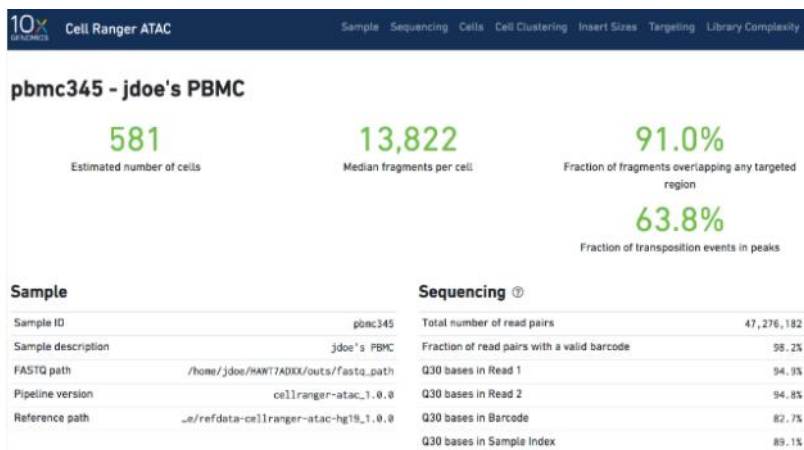 10X GENOMICS Cell Ranger ATAC Sample Sequencing Cells Cell Clustering Insert Sizes Targeting Library Complexity
pbmc345 - jdoe's PBMC
581
Estimated number of cells
13,822
Median fragments per cell
91.0%
Fraction of fragments overlapping any targeted
region
63.8%
Fraction of transposition events in peaks
Sample
Sample ID pbmc345
Sample description jdoe's PBMC
FASTQ path /home/jdoe/HAWT7ADXX/outs/fastq_path
Pipeline version cellranger-atac_1.0.0
Reference path …e/refdata-cellranger-atac-hg19_1.0.0
Sequencing ?
Total number of read pairs 47,276,182
Fraction of read pairs with a valid barcode 98.2%
Q30 bases in Read 1 94.9%
Q30 bases in Read 2 94.8%
Q30 bases in Barcode 82.7%
Q30 bases in Sample Index 89.1%